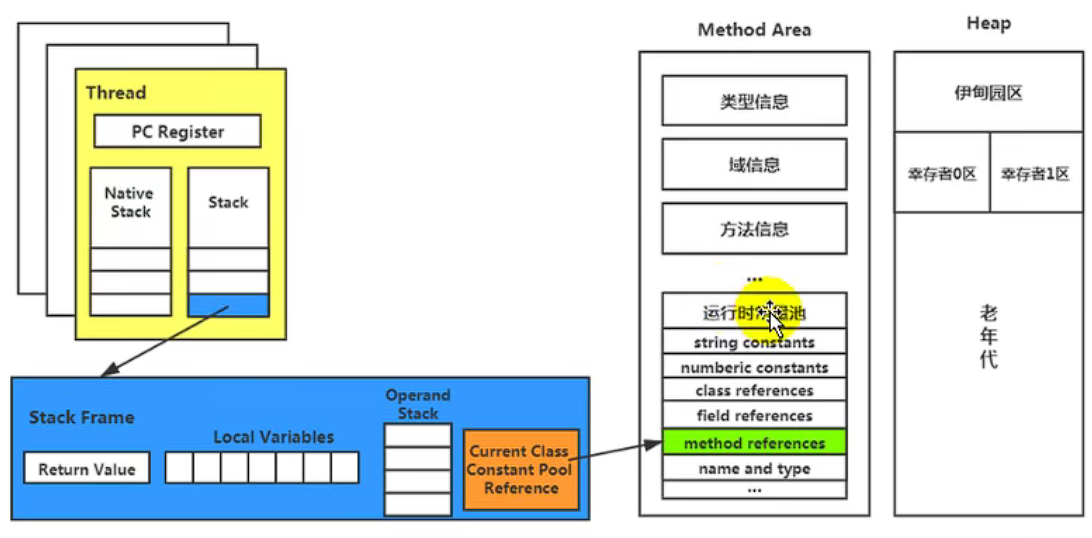 Thread
PC Register
Native
Stack
Stack
Stack Frame
Return Value
Local Variables
Operand
Stack
Current Class
Constant Pool
Reference
Method Area
类型信息
域信息
方法信息
...
运行时
池
string constants
numberic constants
class references
field references
method references
name and type
...
Heap
伊甸园区
幸存者0区
幸存者1区
老
年
代